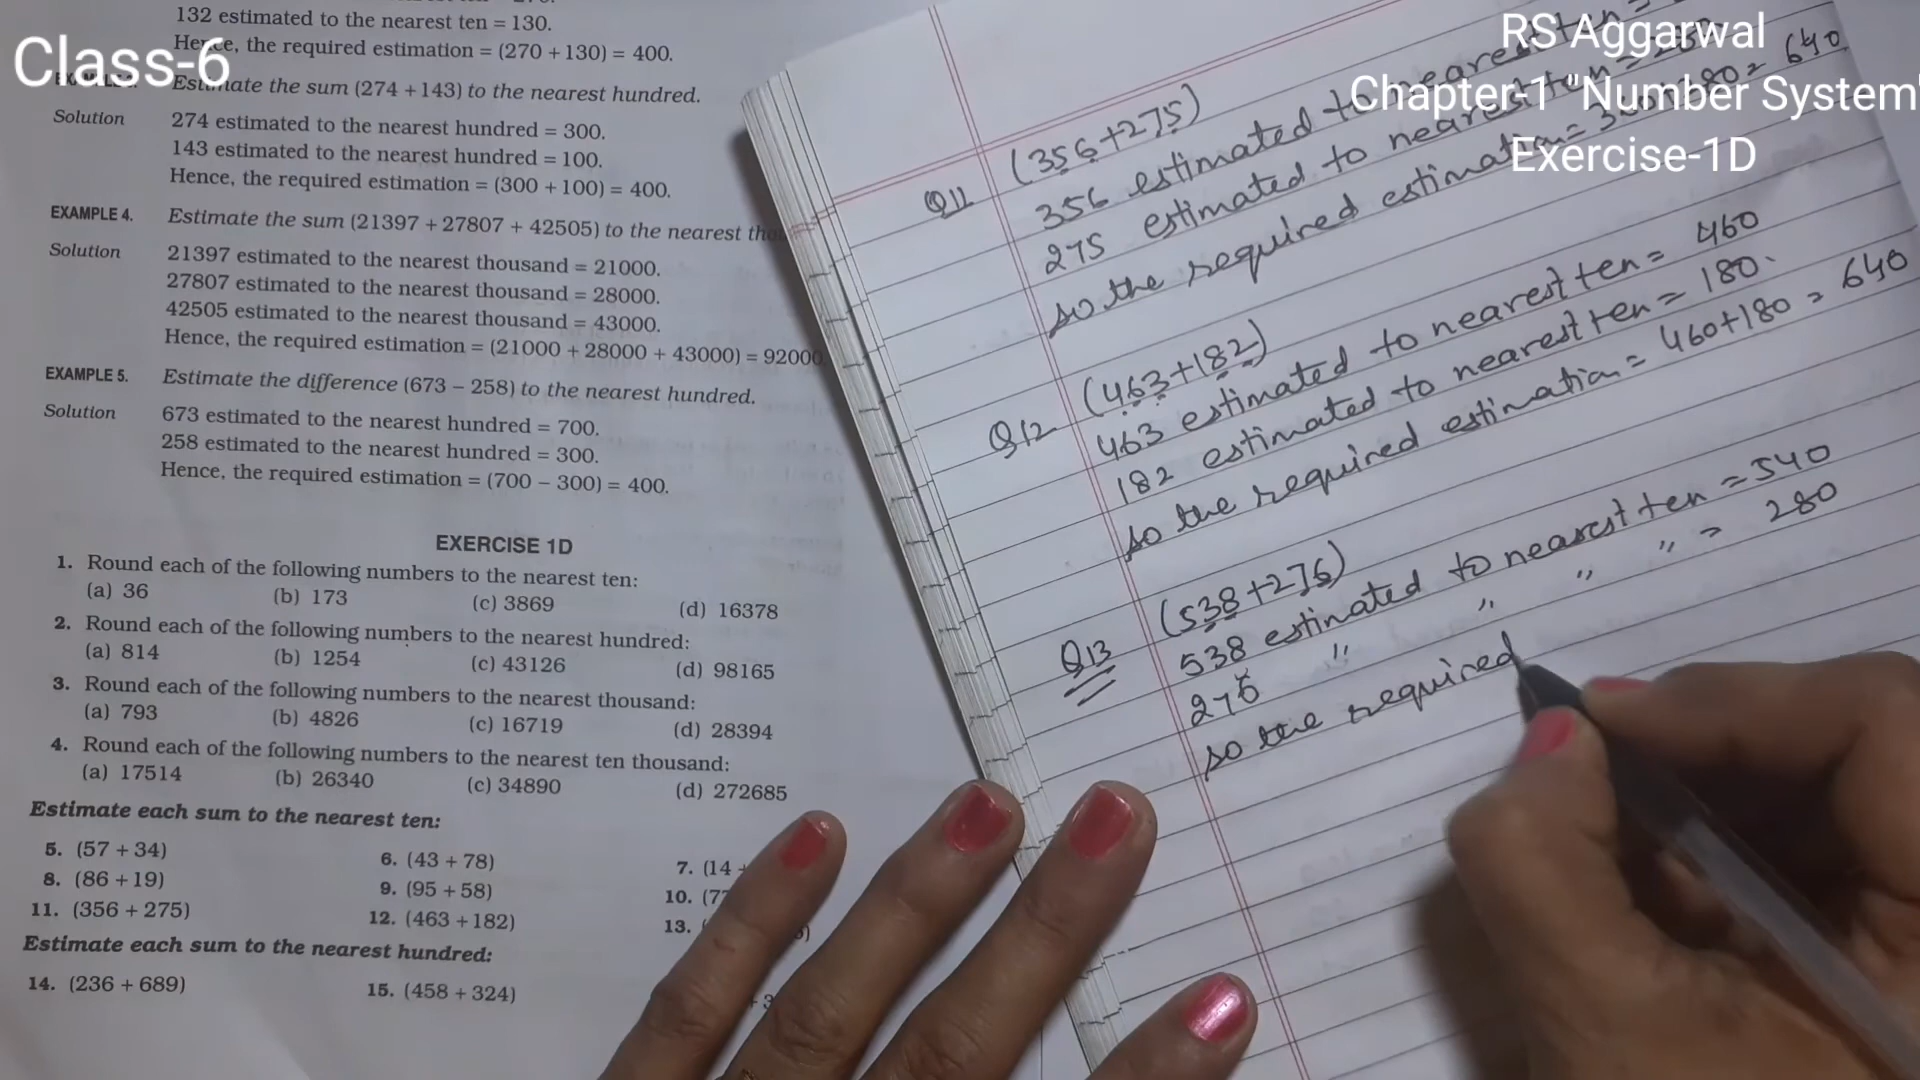 Class-6
RS Aggarwal
Chapter-1 "Number System"
Exercise-1D
132 estimated to the nearest ten = 130.
Hence, the required estimation = (270 + 130) = 400.
Estimate the sum (274 + 143) to the nearest hundred.
Solution 274 estimated to the nearest hundred = 300.
143 estimated to the nearest hundred = 100.
Hence, the required estimation = (300 + 100) = 400.
EXAMPLE 4. Estimate the sum (21397 + 27807 + 42505) to the nearest
Solution 21397 estimated to the nearest thousand = 21000.
27807 estimated to the nearest thousand = 28000.
42505 estimated to the nearest thousand = 43000.
Hence, the required estimation = (21000 + 28000 + 43000) = 92000
EXAMPLE 5. Estimate the difference (673 − 258) to the nearest hundred.
Solution 673 estimated to the nearest hundred = 700.
258 estimated to the nearest hundred = 300.
Hence, the required estimation = (700 − 300) = 400.
EXERCISE 1D
1. Round each of the following numbers to the nearest ten:
(a) 36 (b) 173 (c) 3869 (d) 16378
2. Round each of the following numbers to the nearest hundred:
(a) 814 (b) 1254 (c) 43126 (d) 98165
3. Round each of the following numbers to the nearest thousand:
(a) 793 (b) 4826 (c) 16719 (d) 28394
4. Round each of the following numbers to the nearest ten thousand:
(a) 17514 (b) 26340 (c) 34890 (d) 272685
Estimate each sum to the nearest ten:
5. (57 + 34) 6. (43 + 78) 7. (14
8. (86 + 19) 9. (95 + 58) 10.
11. (356 + 275) 12. (463 + 182) 13.
Estimate each sum to the nearest hundred:
14. (236 + 689) 15. (458 + 324)
Q11 (356+275)
356 estimated to nearest ten =
275 estimated to nearest ten =
so the required estimation = = 640
Q12 (463+182)
463 estimated to nearest ten = 460
182 estimated to nearest ten = 180.
so the required estimation = 460+180 = 640
Q13 (538+276)
538 estimated to nearest ten = 540
276 " " " " = 280
so the required